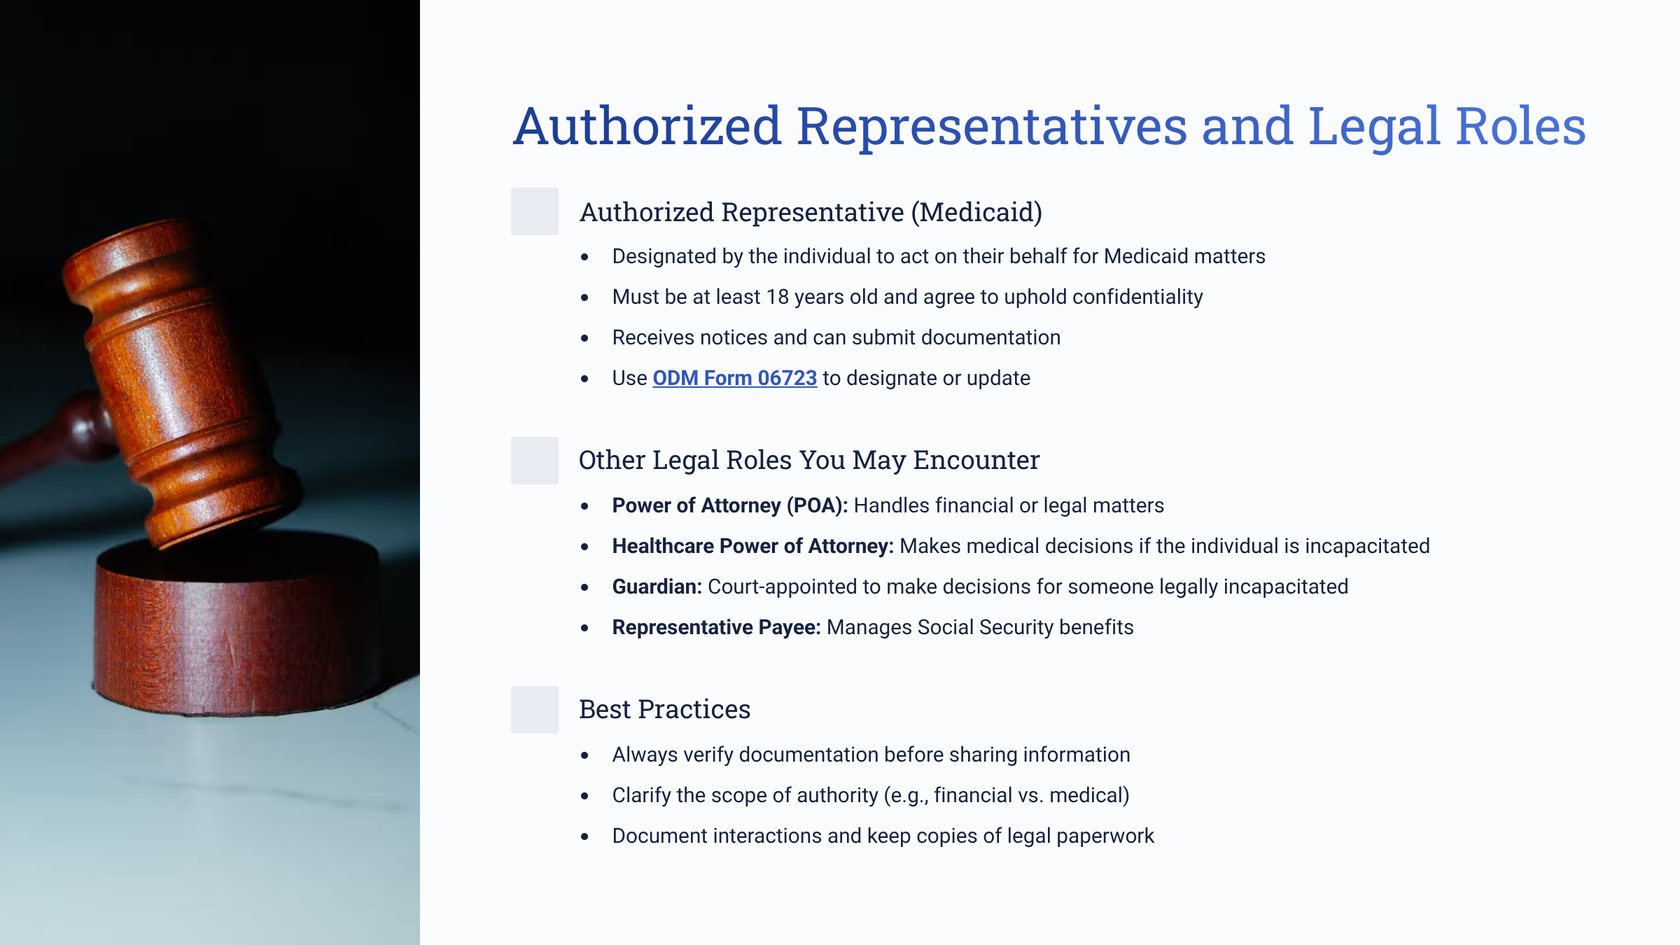 Authorized Representatives and Legal Roles
Authorized Representative (Medicaid)
• Designated by the individual to act on their behalf for Medicaid matters
• Must be at least 18 years old and agree to uphold confidentiality
• Receives notices and can submit documentation
• Use ODM Form 06723 to designate or update
Other Legal Roles You May Encounter
• Power of Attorney (POA): Handles financial or legal matters
• Healthcare Power of Attorney: Makes medical decisions if the individual is incapacitated
• Guardian: Court-appointed to make decisions for someone legally incapacitated
• Representative Payee: Manages Social Security benefits
Best Practices
• Always verify documentation before sharing information
• Clarify the scope of authority (e.g., financial vs. medical)
• Document interactions and keep copies of legal paperwork